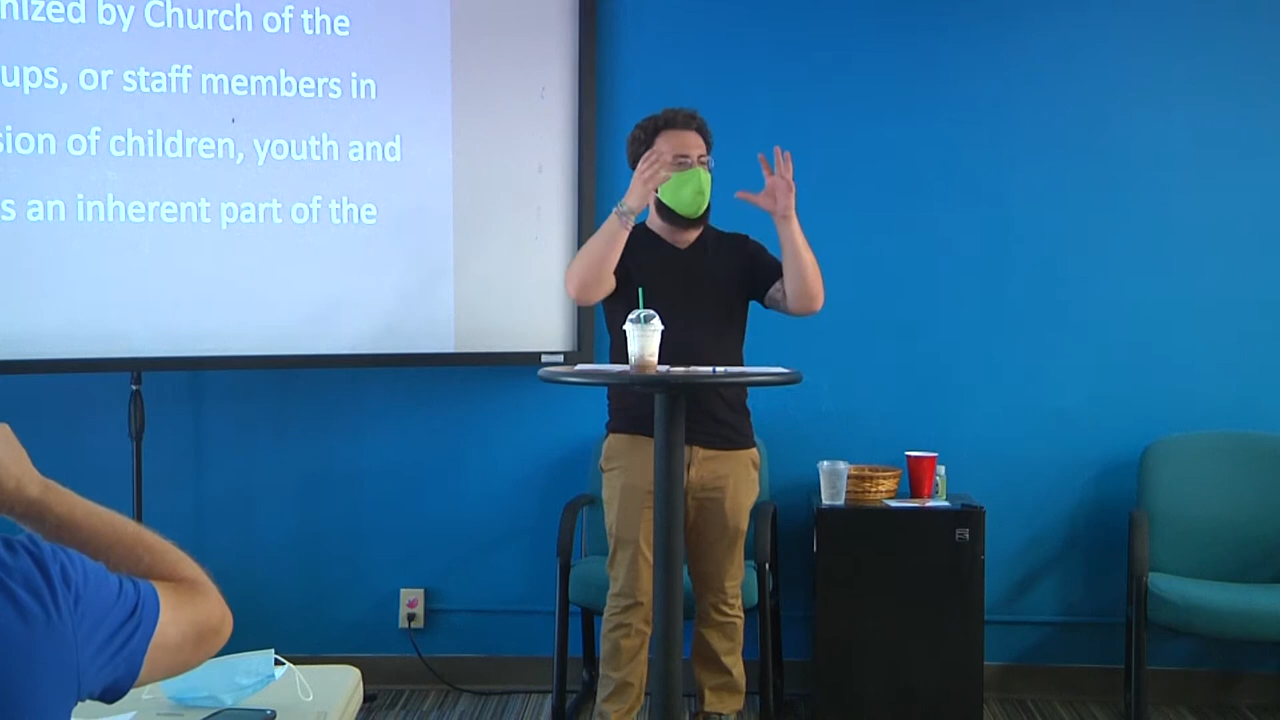 nized by Church of the
ups, or staff members in
sion of children, youth and
s an inherent part of the